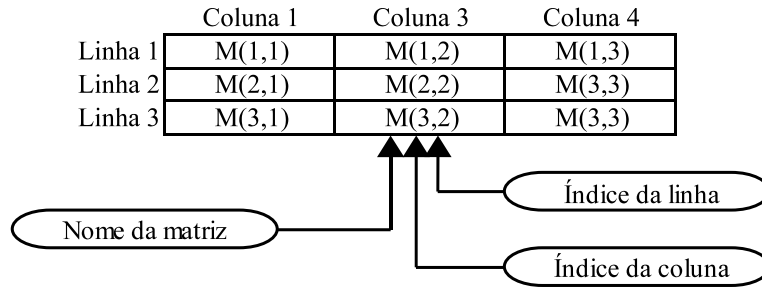 Coluna 1 Coluna 3 Coluna 4
Linha 1 M(1,1) M(1,2) M(1,3)
Linha 2 M(2,1) M(2,2) M(3,3)
Linha 3 M(3,1) M(3,2) M(3,3)
Índice da linha
Nome da matriz
Índice da coluna